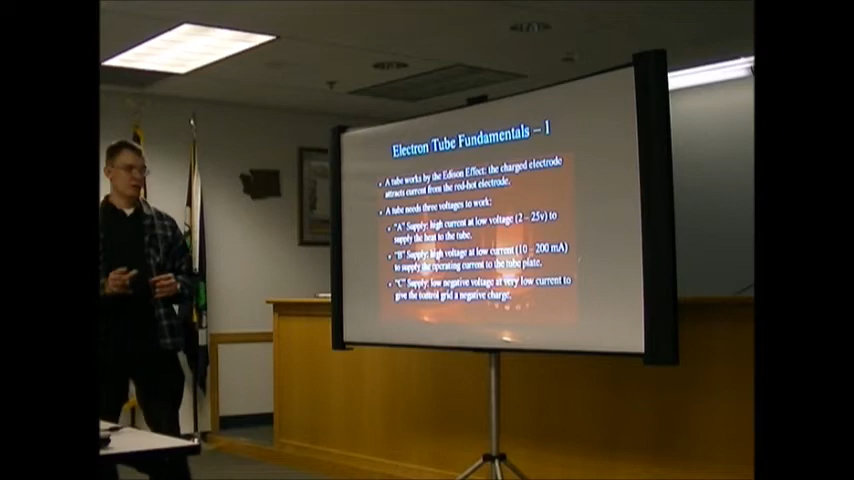 Electron Tube Fundamentals – 1
• A tube works by the Edison Effect: the charged electrode
attracts current from the red-hot electrode.
• A tube needs three voltages to work:
• "A" Supply: high current at low voltage (2 – 25v) to
supply the heat to the tube.
• "B" Supply: high voltage at low current (10 – 200 mA)
to supply the operating current to the tube plate.
• "C" Supply: low negative voltage at very low current to
give the control grid a negative charge.